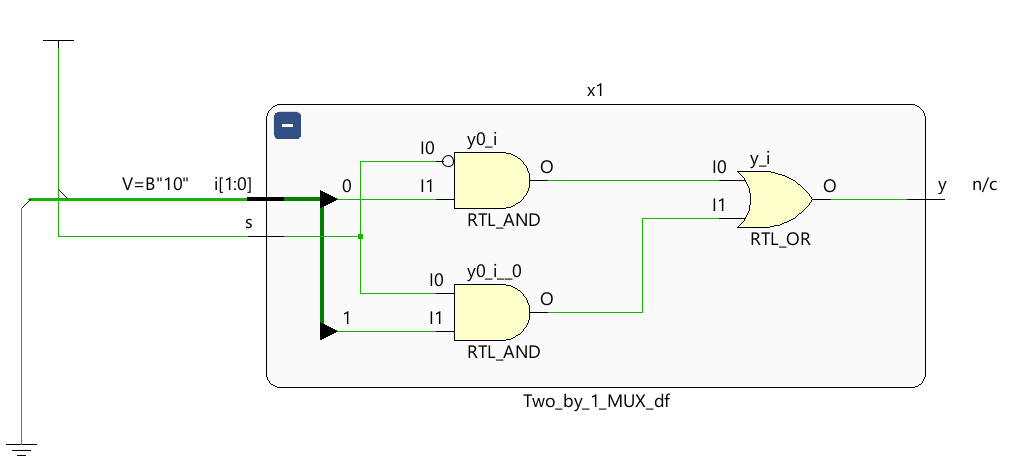 x1
V=B"10" i[1:0]
s
0
1
I0
I1
y0_i
O
RTL_AND
I0
I1
y0_i__0
O
RTL_AND
I0
I1
y_i
O
RTL_OR
y n/c
Two_by_1_MUX_df